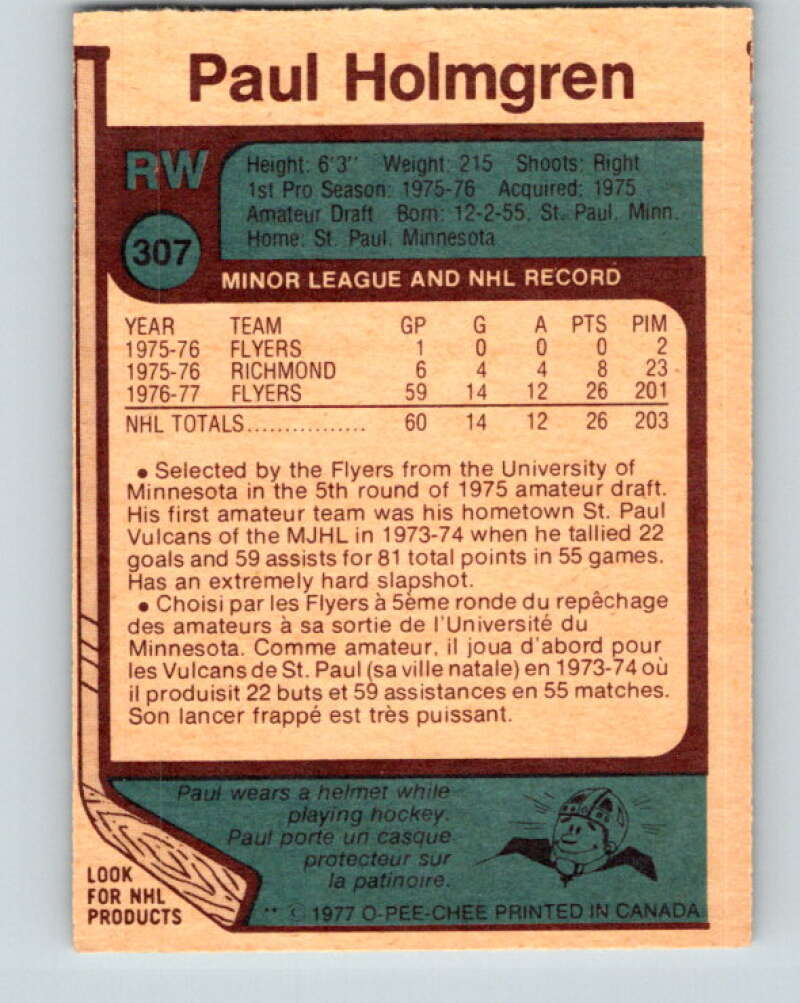 Paul Holmgren
RW
Height: 6'3" Weight: 215 Shoots: Right
1st Pro Season: 1975-76 Acquired: 1975
Amateur Draft Born: 12-2-55, St. Paul, Minn.
Home: St. Paul, Minnesota
307
MINOR LEAGUE AND NHL RECORD
YEAR TEAM GP G A PTS PIM
1975-76 FLYERS 1 0 0 0 2
1975-76 RICHMOND 6 4 4 8 23
1976-77 FLYERS 59 14 12 26 201
NHL TOTALS................ 60 14 12 26 203
• Selected by the Flyers from the University of
Minnesota in the 5th round of 1975 amateur draft.
His first amateur team was his hometown St. Paul
Vulcans of the MJHL in 1973-74 when he tallied 22
goals and 59 assists for 81 total points in 55 games.
Has an extremely hard slapshot.
• Choisi par les Flyers à 5ème ronde du repêchage
des amateurs à sa sortie de l'Université du
Minnesota. Comme amateur, il joua d'abord pour
les Vulcans de St. Paul (sa ville natale) en 1973-74 où
il produisit 22 buts et 59 assistances en 55 matches.
Son lancer frappé est très puissant.
Paul wears a helmet while
playing hockey.
Paul porte un casque
protecteur sur
la patinoire.
LOOK
FOR NHL
PRODUCTS
** © 1977 O-PEE-CHEE PRINTED IN CANADA